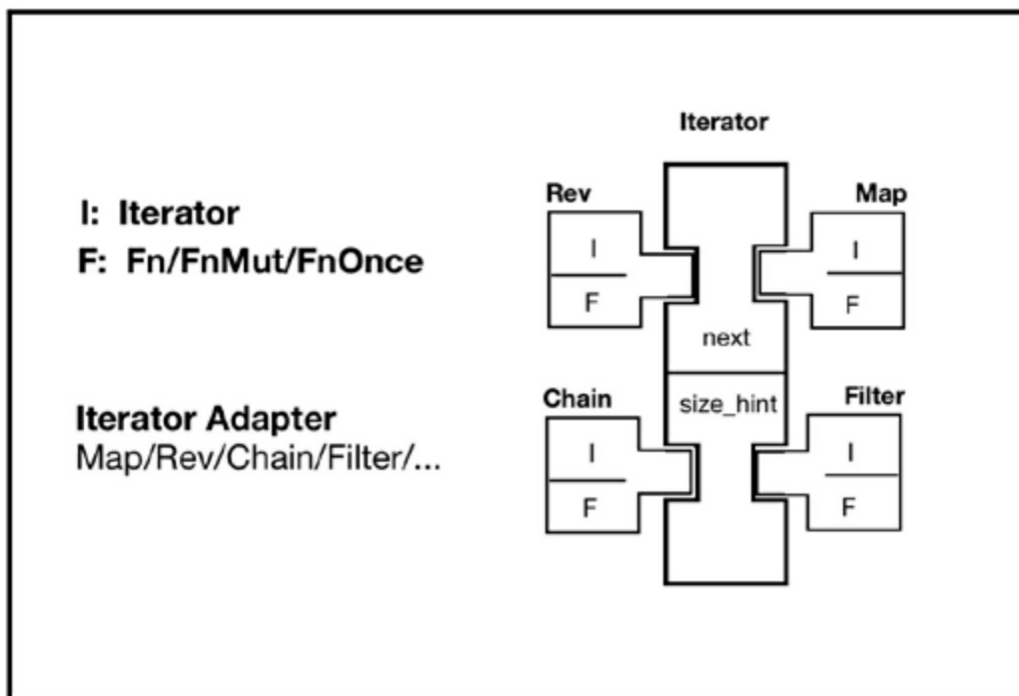 I: Iterator
F: Fn/FnMut/FnOnce
Iterator Adapter
Map/Rev/Chain/Filter/...
Iterator
Rev
Map
I
F
I
F
next
size_hint
Chain
Filter
I
F
I
F